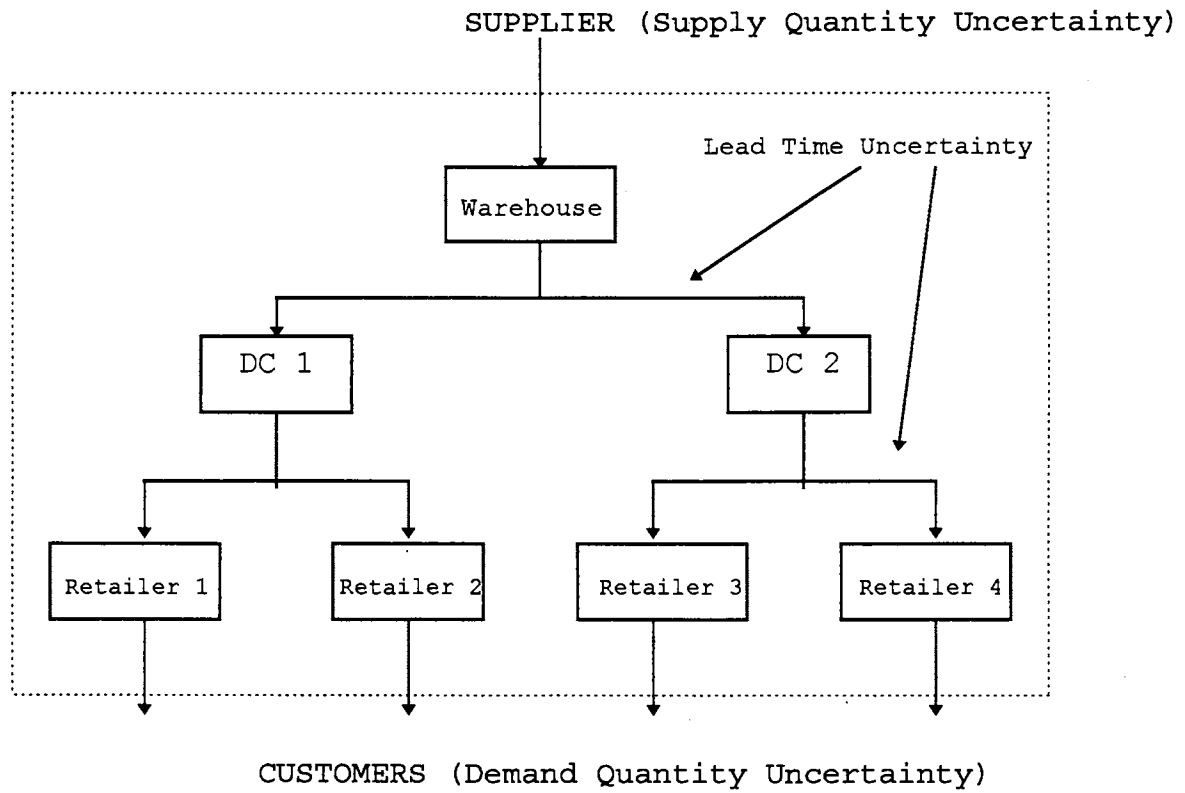 SUPPLIER (Supply Quantity Uncertainty)
Lead Time Uncertainty
Warehouse
DC 1
DC 2
Retailer 1
Retailer 2
Retailer 3
Retailer 4
CUSTOMERS (Demand Quantity Uncertainty)